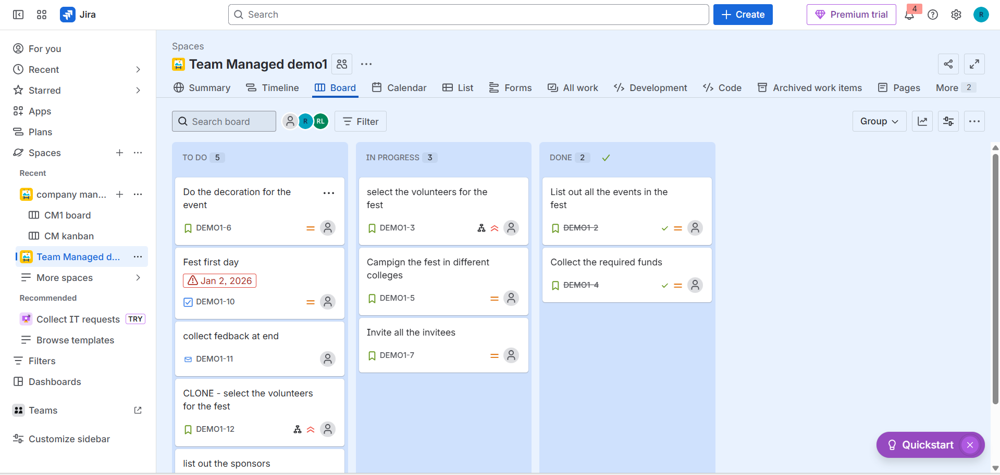 Jira
Search
Create
Premium trial
4
R
For you
Recent
Starred
Apps
Plans
Spaces
Recent
company man...
CM1 board
CM kanban
Team Managed d...
More spaces
Recommended
Collect IT requests TRY
Browse templates
Filters
Dashboards
Teams
Customize sidebar
Spaces
Team Managed demo1
Summary Timeline Board Calendar List Forms All work Development Code Archived work items Pages More 2
Search board
R RL
Filter
Group
TO DO 5
Do the decoration for the
event
DEMO1-6
Fest first day
Jan 2, 2026
DEMO1-10
collect fedback at end
DEMO1-11
CLONE - select the volunteers
for the fest
DEMO1-12
list out the sponsors
IN PROGRESS 3
select the volunteers for the
fest
DEMO1-3
Campign the fest in different
colleges
DEMO1-5
Invite all the invitees
DEMO1-7
DONE 2
List out all the events in the
fest
DEMO1-2
Collect the required funds
DEMO1-4
Quickstart